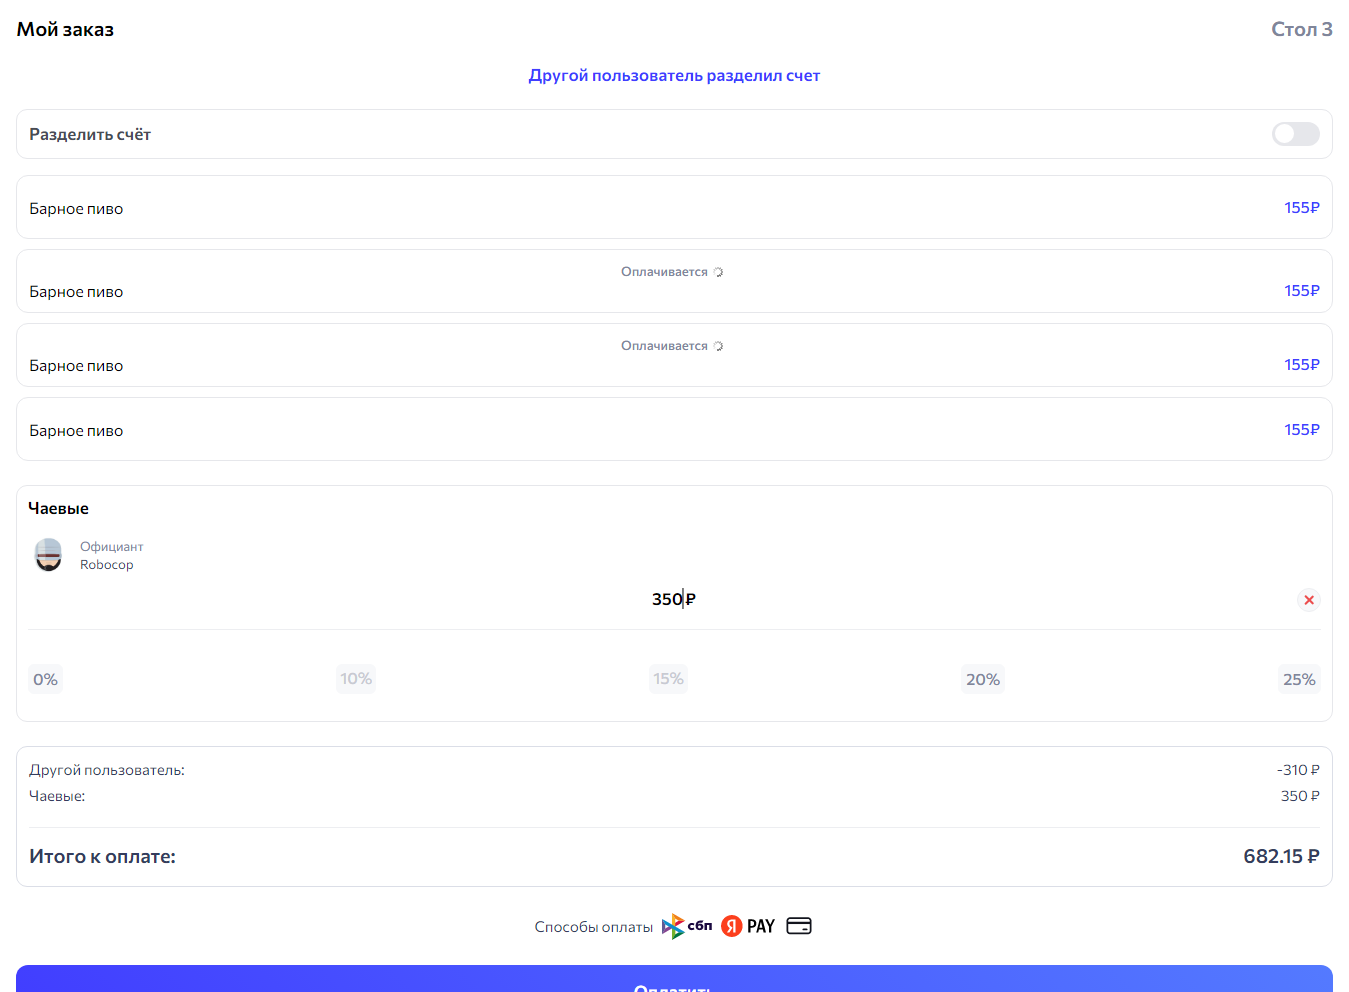 Мой заказ
Стол 3
Другой пользователь разделил счет
Разделить счёт
Барное пиво
155₽
Оплачивается
Барное пиво
155₽
Оплачивается
Барное пиво
155₽
Барное пиво
155₽
Чаевые
Официант
Robocop
350₽
0%
10%
15%
20%
25%
Другой пользователь:
-310 ₽
Чаевые:
350 ₽
Итого к оплате:
682.15 ₽
Способы оплаты сбп Я PAY
Оплатить